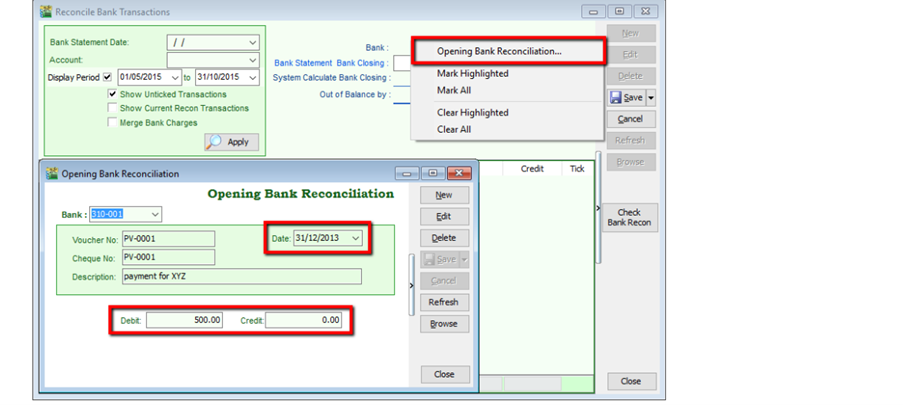 Reconcile Bank Transactions
Bank Statement Date: / /
Account:
Display Period 01/05/2015 to 31/10/2015
Show Unticked Transactions
Show Current Recon Transactions
Merge Bank Charges
Apply
Bank :
Bank Statement Bank Closing :
System Calculate Bank Closing :
Out of Balance by :
Opening Bank Reconciliation...
Mark Highlighted
Mark All
Clear Highlighted
Clear All
New
Edit
Delete
Save
Cancel
Refresh
Browse
Credit Tick
Check
Bank Recon
Close
Opening Bank Reconciliation
Opening Bank Reconciliation
Bank : 310-001
Voucher No: PV-0001
Date: 31/12/2013
Cheque No: PV-0001
Description: payment for XYZ
Debit: 500.00 Credit: 0.00
New
Edit
Delete
Save
Cancel
Refresh
Browse
Close